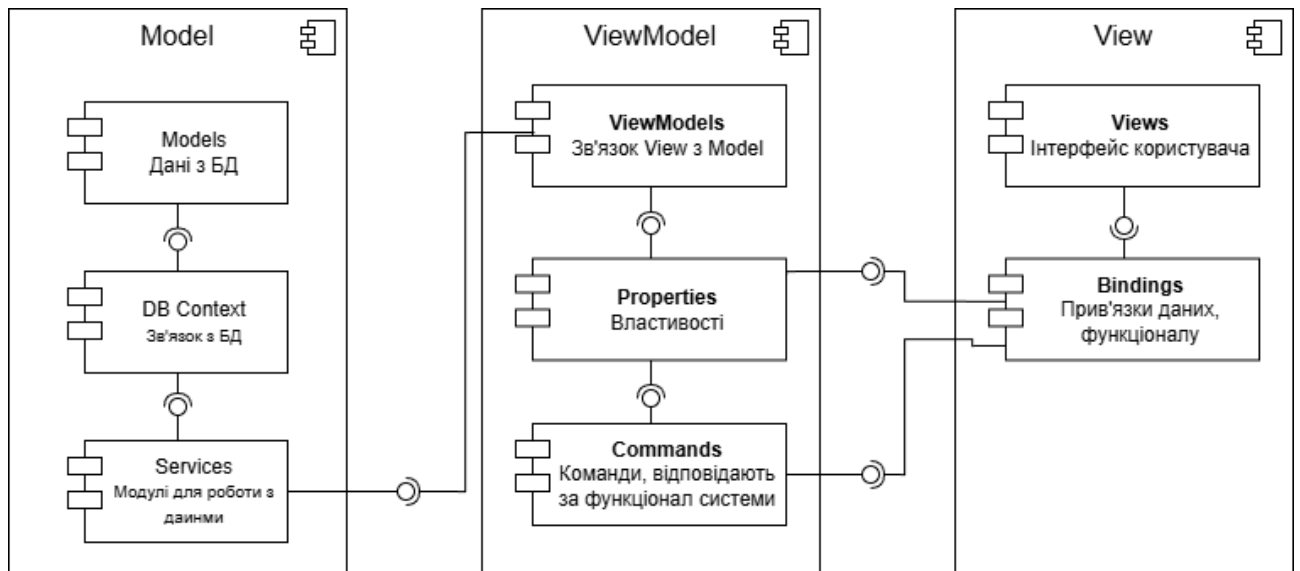 Model
Models
Дані з БД
DB Context
Зв'язок з БД
Services
Модулі для роботи з
даинми
ViewModel
ViewModels
Зв'язок View з Model
Properties
Властивості
Commands
Команди, відповідають
за функціонал системи
View
Views
Інтерфейс користувача
Bindings
Прив'язки даних,
функціоналу